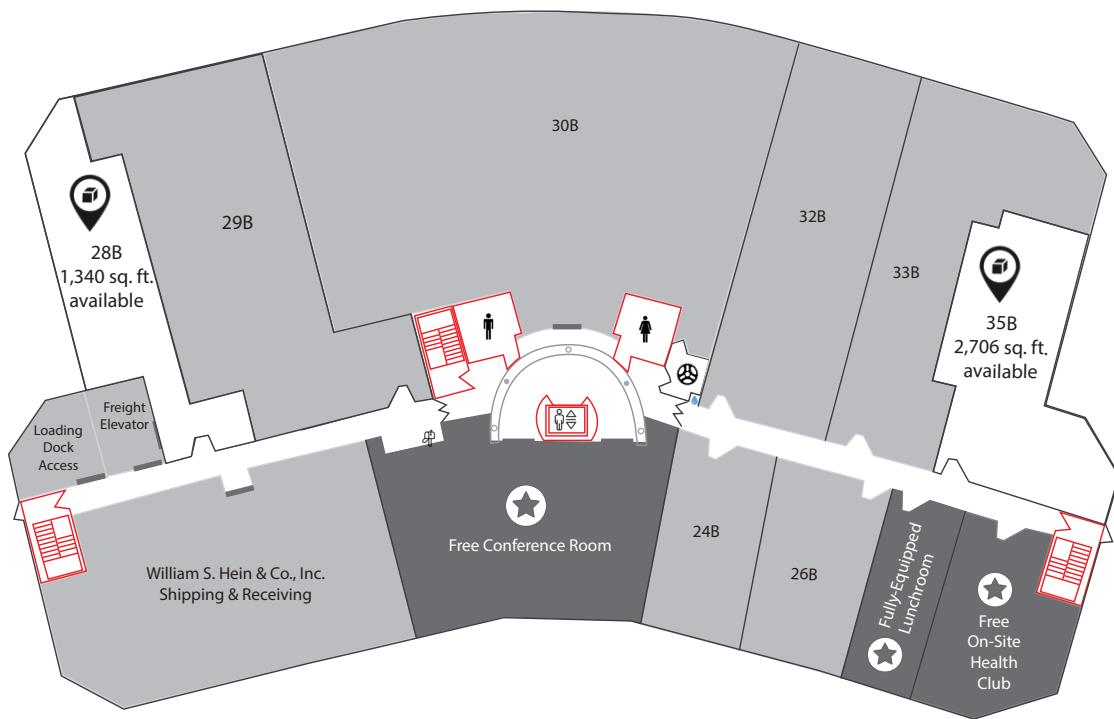 30B
32B
29B
28B
1,340 sq. ft.
available
33B
35B
2,706 sq. ft.
available
Freight
Elevator
Loading
Dock
Access
24B
Free Conference Room
26B
William S. Hein & Co., Inc.
Shipping & Receiving
Fully-Equipped
Lunchroom
Free
On-Site
Health
Club